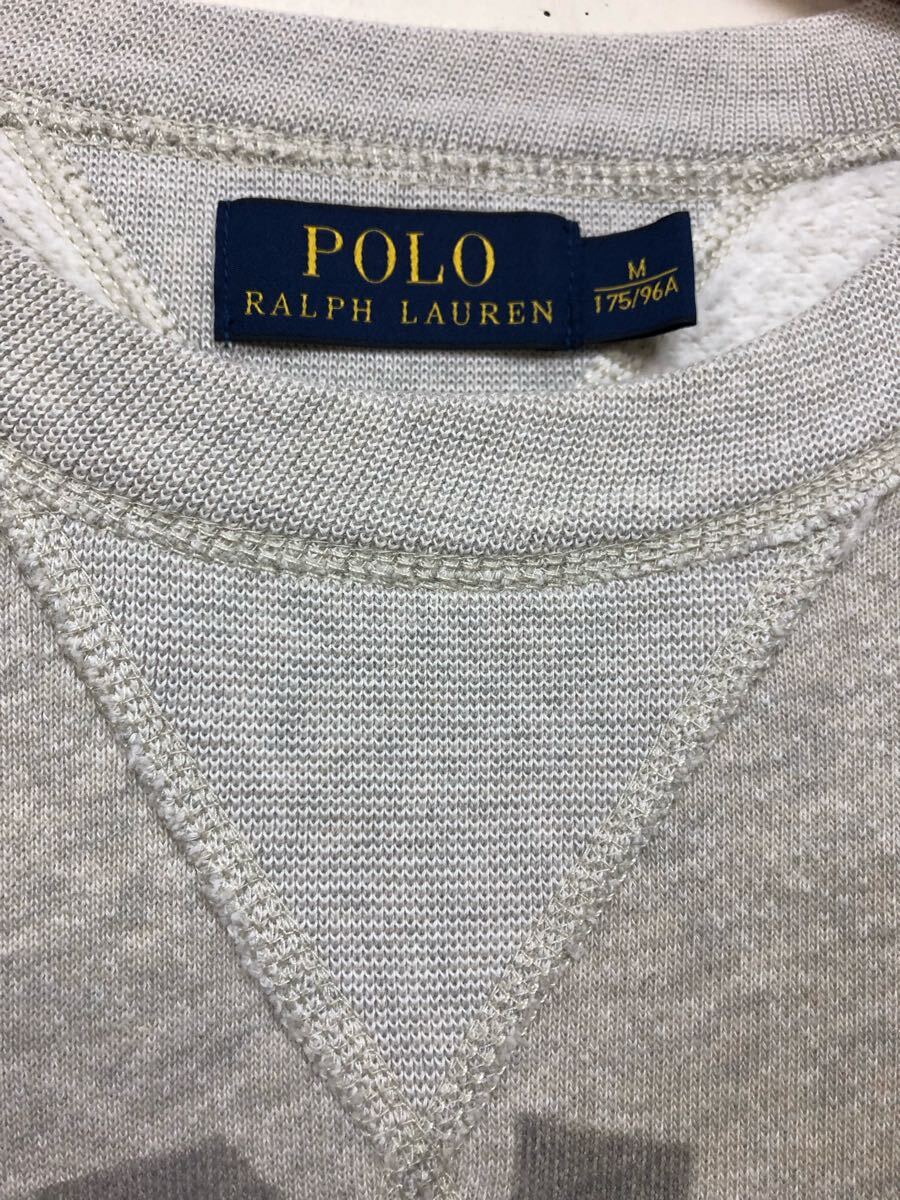 POLO
RALPH LAUREN
M
175/96A